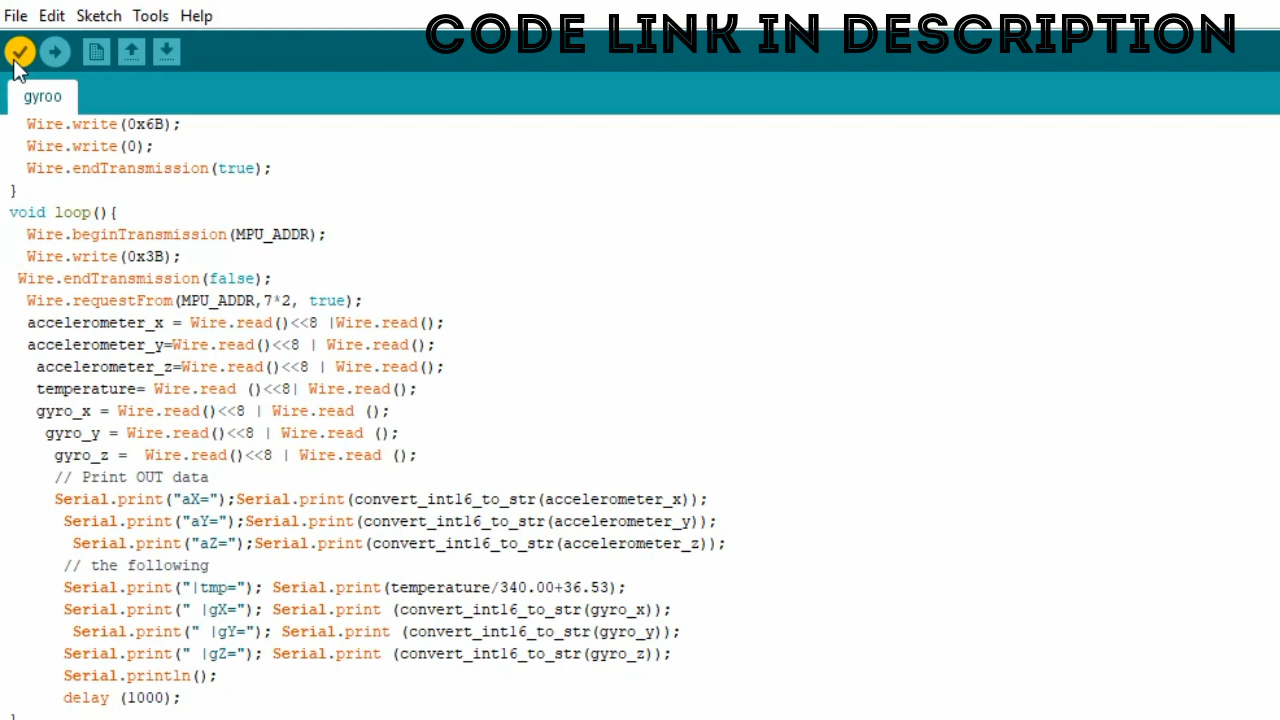 File Edit Sketch Tools Help
CODE LINK IN DESCRIPTION
gyroo
Wire.write(0x6B);
Wire.write(0);
Wire.endTransmission(true);
}
void loop(){
Wire.beginTransmission(MPU_ADDR);
Wire.write(0x3B);
Wire.endTransmission(false);
Wire.requestFrom(MPU_ADDR,7*2, true);
accelerometer_x = Wire.read()<<8 |Wire.read();
accelerometer_y=Wire.read()<<8 | Wire.read();
accelerometer_z=Wire.read()<<8 | Wire.read();
temperature= Wire.read ()<<8| Wire.read();
gyro_x = Wire.read()<<8 | Wire.read ();
gyro_y = Wire.read()<<8 | Wire.read ();
gyro_z =  Wire.read()<<8 | Wire.read ();
// Print OUT data
Serial.print("aX=");Serial.print(convert_int16_to_str(accelerometer_x));
Serial.print("aY=");Serial.print(convert_int16_to_str(accelerometer_y));
Serial.print("aZ=");Serial.print(convert_int16_to_str(accelerometer_z));
// the following
Serial.print("|tmp="); Serial.print(temperature/340.00+36.53);
Serial.print(" |gX="); Serial.print (convert_int16_to_str(gyro_x));
Serial.print(" |gY="); Serial.print (convert_int16_to_str(gyro_y));
Serial.print(" |gZ="); Serial.print (convert_int16_to_str(gyro_z));
Serial.println();
delay (1000);
}